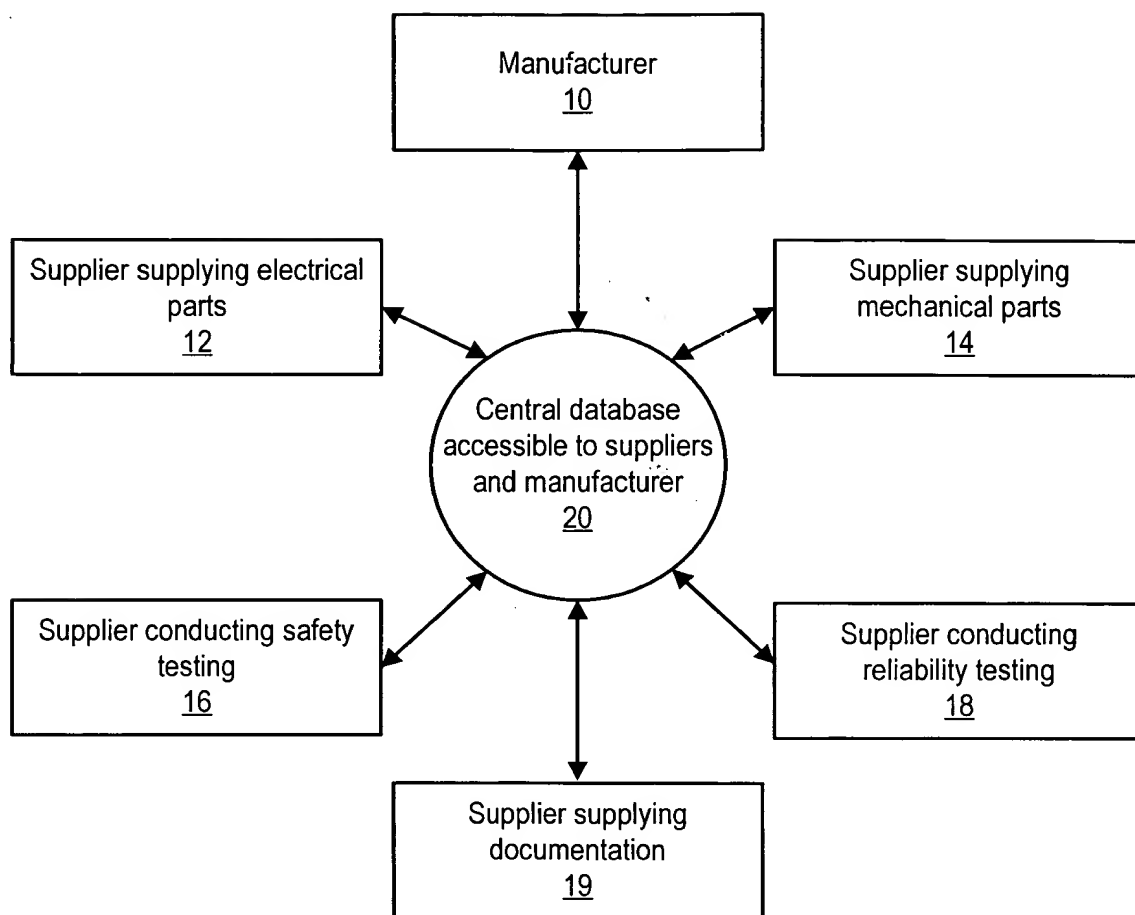 Manufacturer
10
Supplier supplying electrical
parts
12
Supplier supplying
mechanical parts
14
Central database
accessible to suppliers
and manufacturer
20
Supplier conducting safety
testing
16
Supplier conducting
reliability testing
18
Supplier supplying
documentation
19